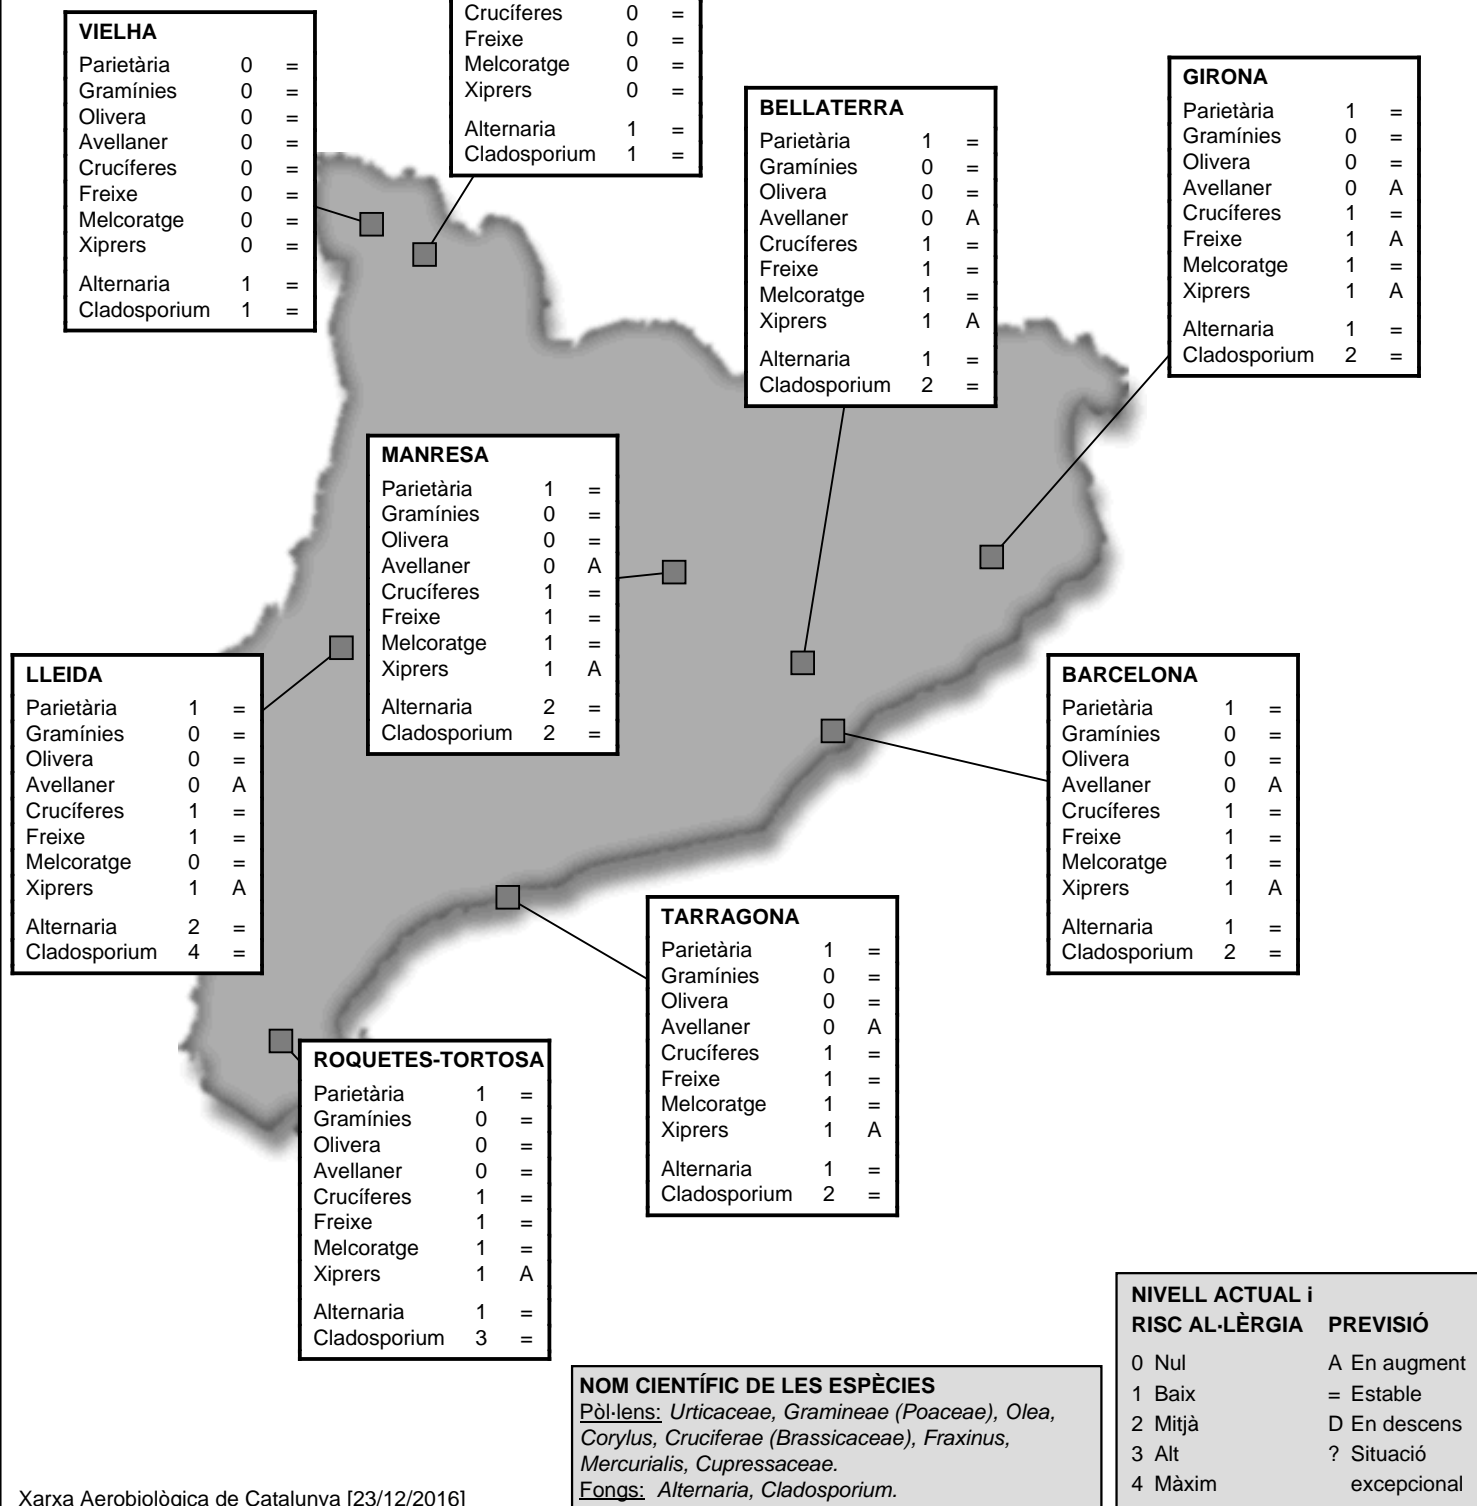 Crucíferes 0 =
Freixe 0 =
Melcoratge 0 =
Xiprers 0 =
Alternaria 1 =
Cladosporium 1 =
VIELHA
Parietària 0 =
Gramínies 0 =
Olivera 0 =
Avellaner 0 =
Crucíferes 0 =
Freixe 0 =
Melcoratge 0 =
Xiprers 0 =
Alternaria 1 =
Cladosporium 1 =
BELLATERRA
Parietària 1 =
Gramínies 0 =
Olivera 0 =
Avellaner 0 A
Crucíferes 1 =
Freixe 1 =
Melcoratge 1 =
Xiprers 1 A
Alternaria 1 =
Cladosporium 2 =
GIRONA
Parietària 1 =
Gramínies 0 =
Olivera 0 =
Avellaner 0 A
Crucíferes 1 =
Freixe 1 A
Melcoratge 1 =
Xiprers 1 A
Alternaria 1 =
Cladosporium 2 =
MANRESA
Parietària 1 =
Gramínies 0 =
Olivera 0 =
Avellaner 0 A
Crucíferes 1 =
Freixe 1 =
Melcoratge 1 =
Xiprers 1 A
Alternaria 2 =
Cladosporium 2 =
LLEIDA
Parietària 1 =
Gramínies 0 =
Olivera 0 =
Avellaner 0 A
Crucíferes 1 =
Freixe 1 =
Melcoratge 0 =
Xiprers 1 A
Alternaria 2 =
Cladosporium 4 =
BARCELONA
Parietària 1 =
Gramínies 0 =
Olivera 0 =
Avellaner 0 A
Crucíferes 1 =
Freixe 1 =
Melcoratge 1 =
Xiprers 1 A
Alternaria 1 =
Cladosporium 2 =
TARRAGONA
Parietària 1 =
Gramínies 0 =
Olivera 0 =
Avellaner 0 A
Crucíferes 1 =
Freixe 1 =
Melcoratge 1 =
Xiprers 1 A
Alternaria 1 =
Cladosporium 2 =
ROQUETES-TORTOSA
Parietària 1 =
Gramínies 0 =
Olivera 0 =
Avellaner 0 =
Crucíferes 1 =
Freixe 1 =
Melcoratge 1 =
Xiprers 1 A
Alternaria 1 =
Cladosporium 3 =
NIVELL ACTUAL i
RISC AL·LÈRGIA PREVISIÓ
0 Nul A En augment
1 Baix = Estable
2 Mitjà D En descens
3 Alt ? Situació
4 Màxim excepcional
NOM CIENTÍFIC DE LES ESPÈCIES
Pòl·lens: Urticaceae, Gramineae (Poaceae), Olea,
Corylus, Cruciferae (Brassicaceae), Fraxinus,
Mercurialis, Cupressaceae.
Fongs: Alternaria, Cladosporium.
Xarxa Aerobiològica de Catalunya [23/12/2016]